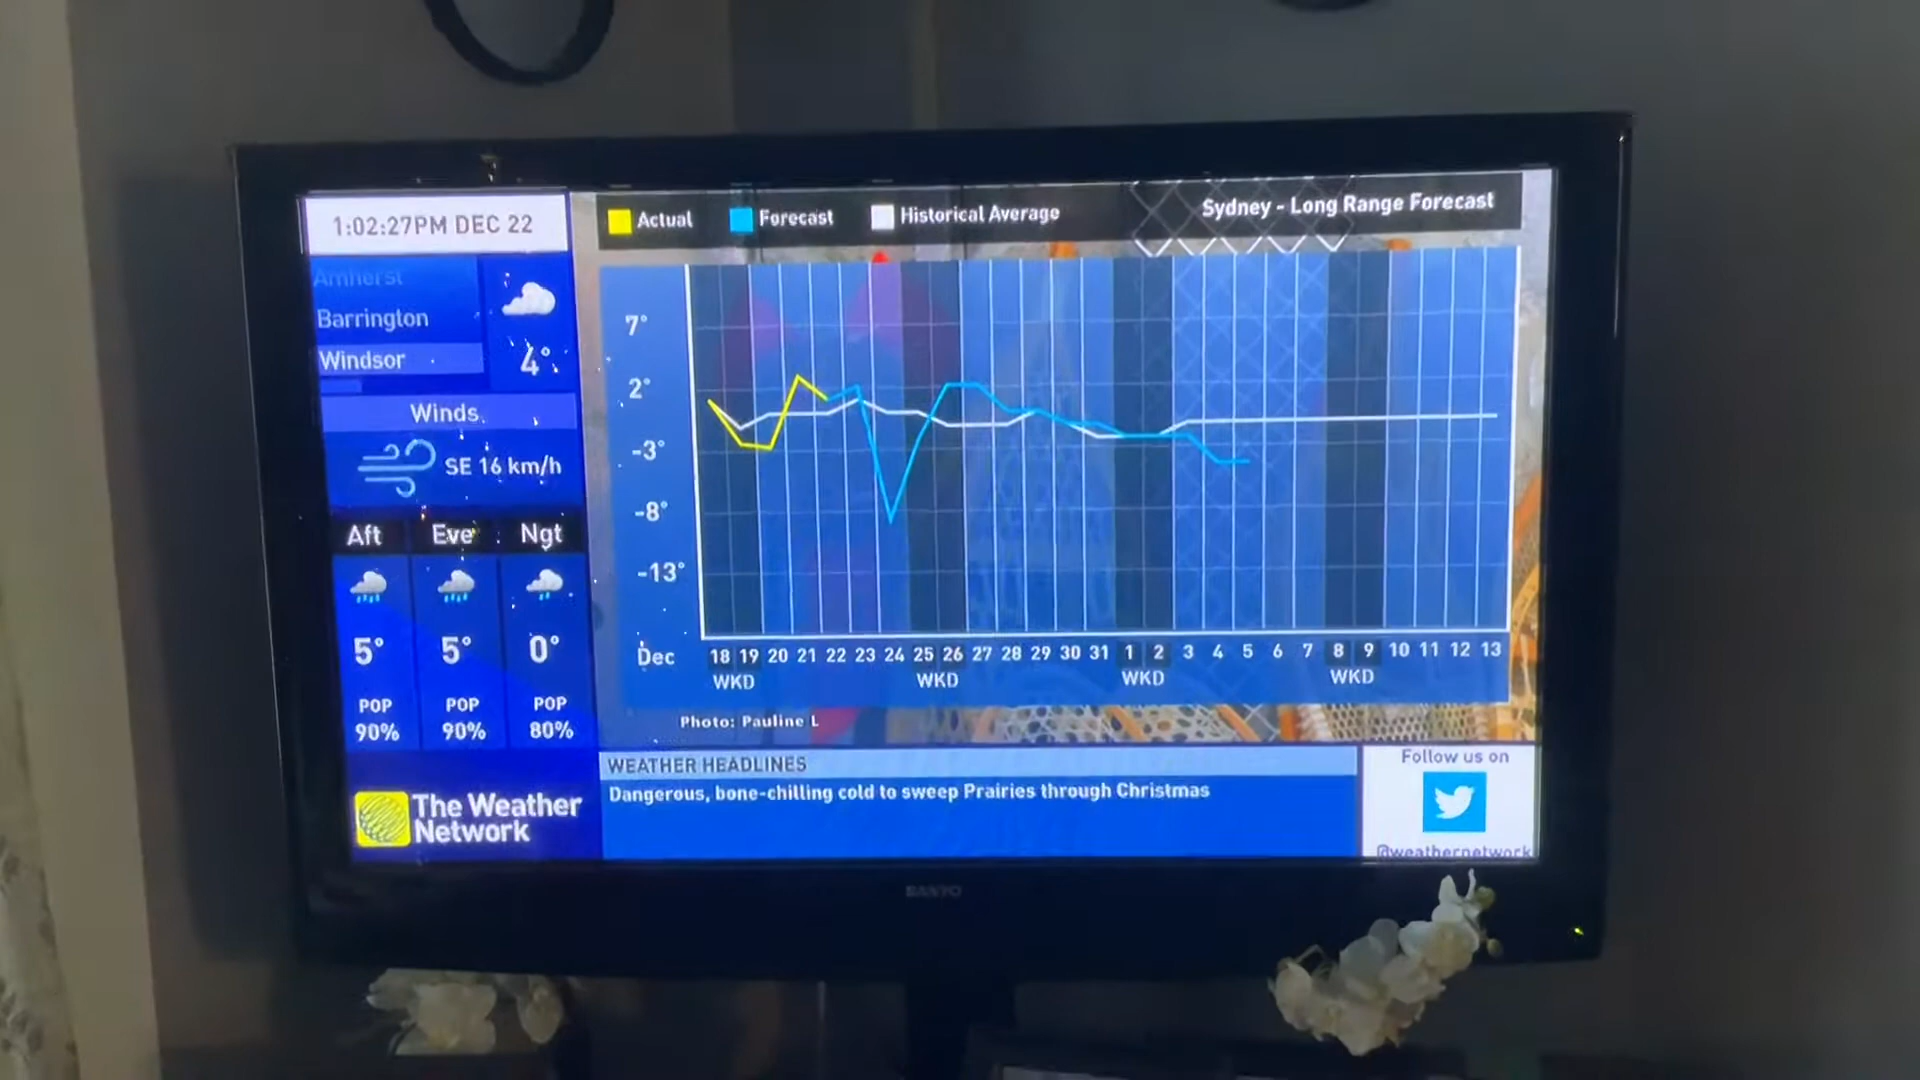 1:02:27PM DEC 22
Amherst
Barrington
Windsor
4°
Winds
SE 16 km/h
Aft Eve Ngt
5° 5° 0°
POP POP POP
90% 90% 80%
The Weather
Network
Actual Forecast Historical Average
Sydney - Long Range Forecast
7°
2°
-3°
-8°
-13°
Dec 18 19 20 21 22 23 24 25 26 27 28 29 30 31 1 2 3 4 5 6 7 8 9 10 11 12 13
WKD WKD WKD WKD
Photo: Pauline L
WEATHER HEADLINES
Dangerous, bone-chilling cold to sweep Prairies through Christmas
Follow us on
@weathernetwork
SANYO